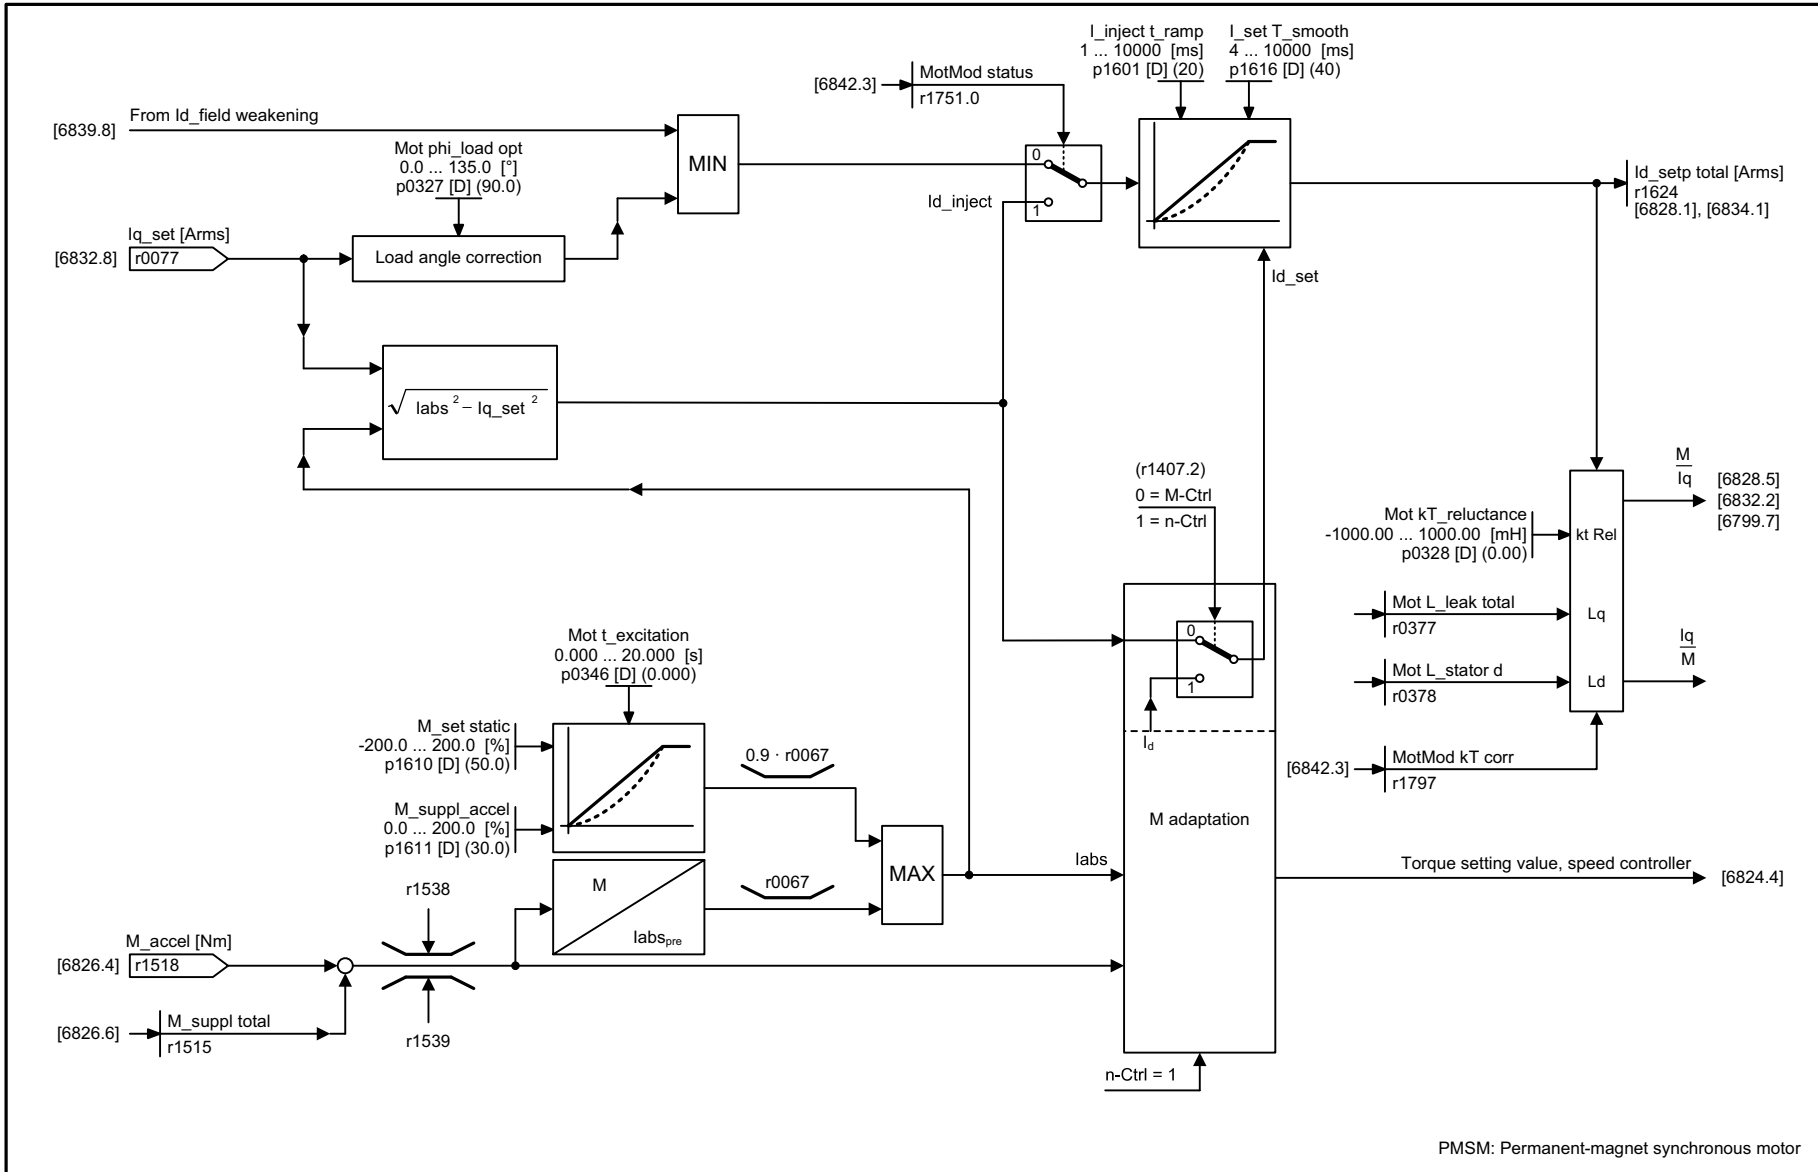 I_inject t_ramp
1 ... 10000 [ms]
p1601 [D] (20)
I_set T_smooth
4 ... 10000 [ms]
p1616 [D] (40)
[6842.3]
MotMod status
r1751.0
[6839.8]
From Id_field weakening
Mot phi_load opt
0.0 ... 135.0 [°]
p0327 [D] (90.0)
MIN
0
1
Id_inject
Id_setp total [Arms]
r1624
[6828.1], [6834.1]
Iq_set [Arms]
[6832.8]
r0077
Load angle correction
Id_set
√ Iabs ² – Iq_set ²
(r1407.2)
0 = M-Ctrl
1 = n-Ctrl
M
Iq
[6828.5]
[6832.2]
[6799.7]
Mot kT_reluctance
-1000.00 ... 1000.00 [mH]
p0328 [D] (0.00)
kt Rel
Mot L_leak total
r0377
Lq
Mot L_stator d
r0378
Ld
Iq
M
0
1
I_d
Mot t_excitation
0.000 ... 20.000 [s]
p0346 [D] (0.000)
M_set static
-200.0 ... 200.0 [%]
p1610 [D] (50.0)
0.9 · r0067
[6842.3]
MotMod kT corr
r1797
M_suppl_accel
0.0 ... 200.0 [%]
p1611 [D] (30.0)
M adaptation
MAX
Iabs
Torque setting value, speed controller
[6824.4]
r1538
M
Iabs_pre
r0067
M_accel [Nm]
[6826.4]
r1518
[6826.6]
M_suppl total
r1515
r1539
n-Ctrl = 1
PMSM: Permanent-magnet synchronous motor